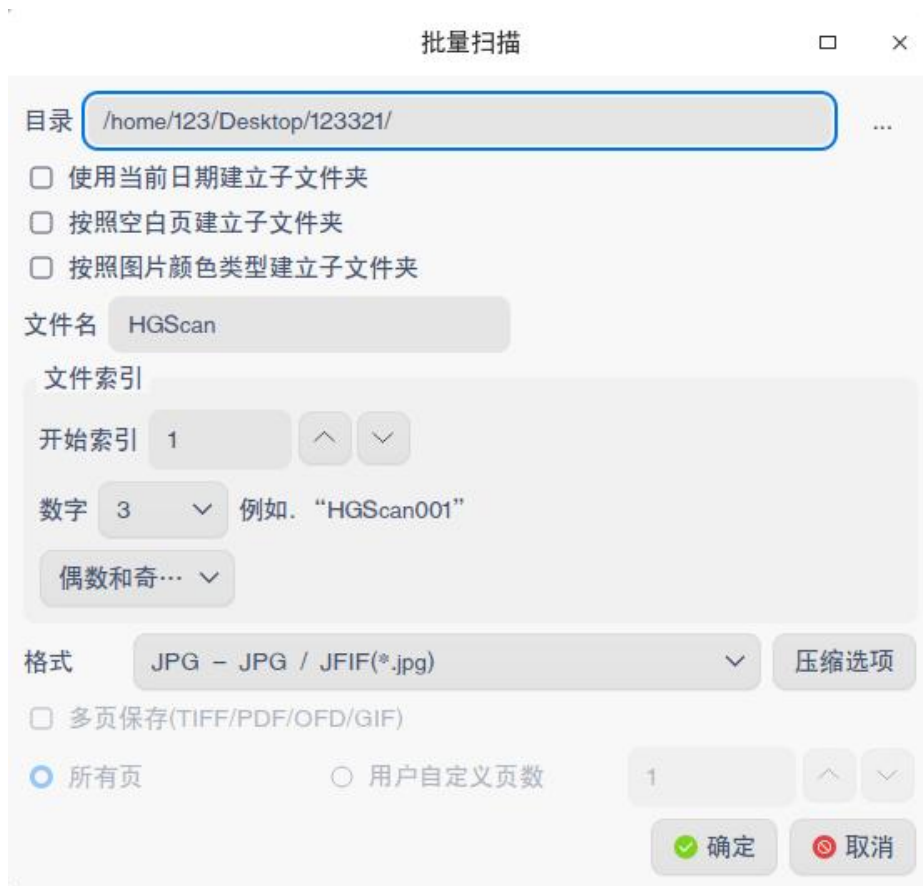 批量扫描
目录 /home/123/Desktop/123321/ ...
使用当前日期建立子文件夹
按照空白页建立子文件夹
按照图片颜色类型建立子文件夹
文件名 HGScan
文件索引
开始索引 1
数字 3 例如. “HGScan001”
偶数和奇…
格式 JPG - JPG / JFIF(*.jpg) 压缩选项
多页保存(TIFF/PDF/OFD/GIF)
所有页 用户自定义页数 1
确定 取消